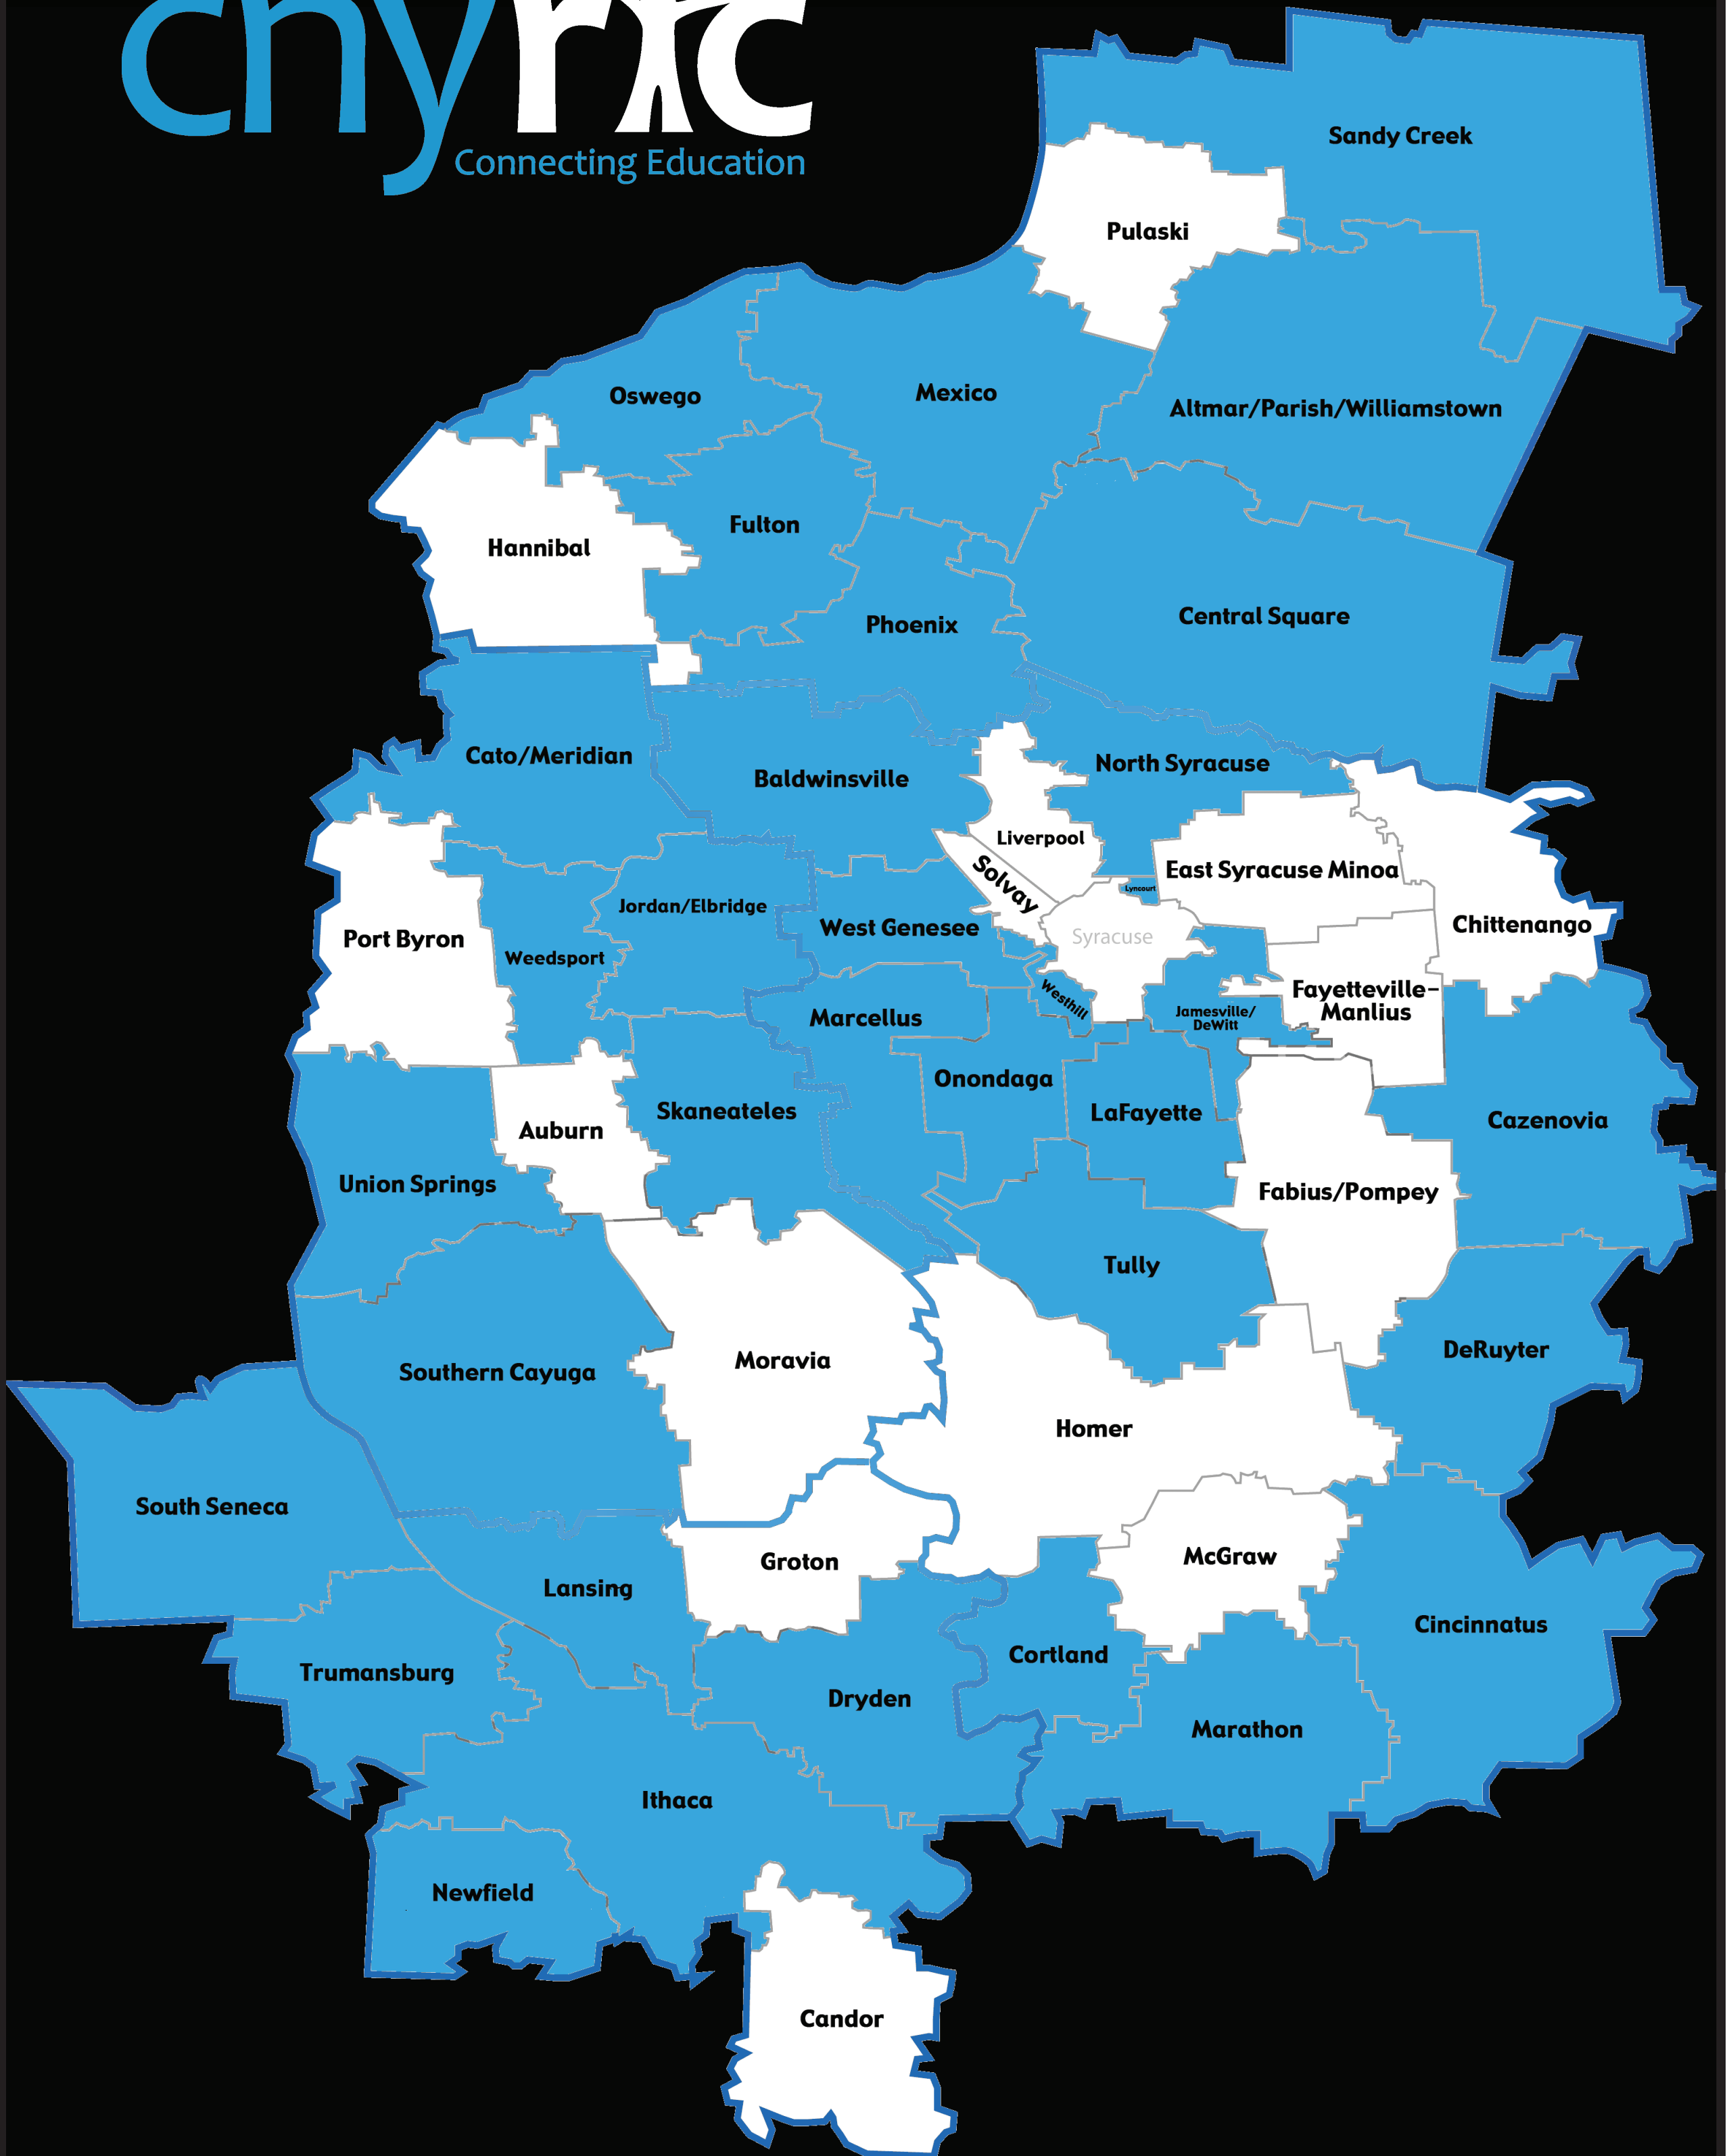 cnyric
Connecting Education
Sandy Creek
Pulaski
Mexico
Oswego
Altmar/Parish/Williamstown
Fulton
Hannibal
Central Square
Phoenix
Cato/Meridian
North Syracuse
Baldwinsville
Liverpool
East Syracuse Minoa
Solvay
Lyncourt
Jordan/Elbridge
Chittenango
West Genesee
Syracuse
Port Byron
Weedsport
Fayetteville-
Manlius
Westhill
Marcellus
Jamesville/
DeWitt
Onondaga
Skaneateles
LaFayette
Cazenovia
Auburn
Union Springs
Fabius/Pompey
Tully
DeRuyter
Moravia
Southern Cayuga
Homer
South Seneca
McGraw
Groton
Lansing
Cincinnatus
Cortland
Trumansburg
Dryden
Marathon
Ithaca
Newfield
Candor